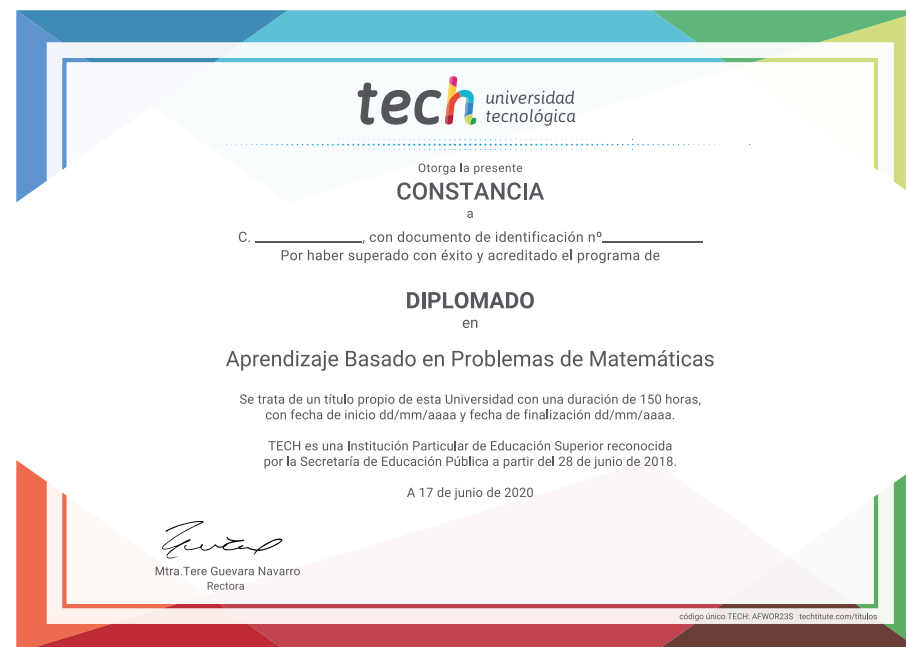 tech universidad
tecnológica
Otorga la presente
CONSTANCIA
a
C. ____________, con documento de identificación nº____________
Por haber superado con éxito y acreditado el programa de
DIPLOMADO
en
Aprendizaje Basado en Problemas de Matemáticas
Se trata de un título propio de esta Universidad con una duración de 150 horas,
con fecha de inicio dd/mm/aaaa y fecha de finalización dd/mm/aaaa.
TECH es una Institución Particular de Educación Superior reconocida
por la Secretaría de Educación Pública a partir del 28 de junio de 2018.
A 17 de junio de 2020
Mtra.Tere Guevara Navarro
Rectora
código único TECH: AFWOR23S techtitute.com/titulos